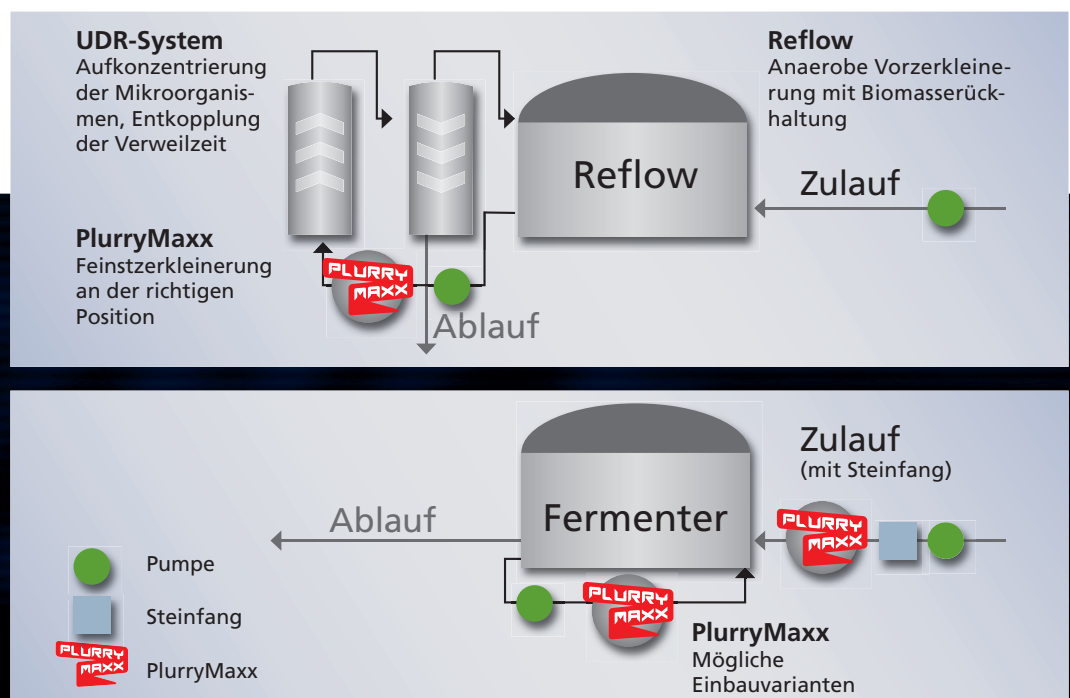 UDR-System
Aufkonzentrierung
der Mikroorganis-
men, Entkopplung
der Verweilzeit
Reflow
Anaerobe Vorzerkleine-
rung mit Biomasserück-
haltung
Reflow
Zulauf
PlurryMaxx
Feinstzerkleinerung
an der richtigen
Position
PLURRY
MAXX
Ablauf
Zulauf
(mit Steinfang)
Ablauf
Fermenter
PLURRY
MAXX
PLURRY
MAXX
PlurryMaxx
Mögliche
Einbauvarianten
Pumpe
Steinfang
PLURRY
MAXX
PlurryMaxx